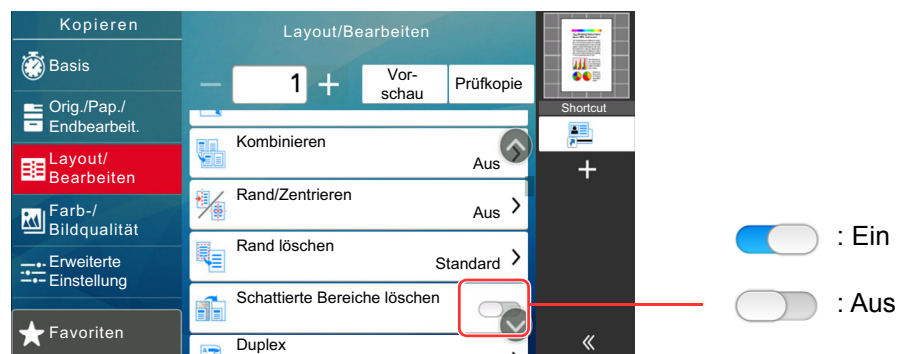 Kopieren
Basis
Orig./Pap./
Endbearbeit.
Layout/
Bearbeiten
Farb-/
Bildqualität
Erweiterte
Einstellung
Favoriten
Layout/Bearbeiten
1
Vor-
schau
Prüfkopie
Kombinieren
Aus
Rand/Zentrieren
Aus
Rand löschen
Standard
Schattierte Bereiche löschen
Duplex
Shortcut
: Ein
: Aus